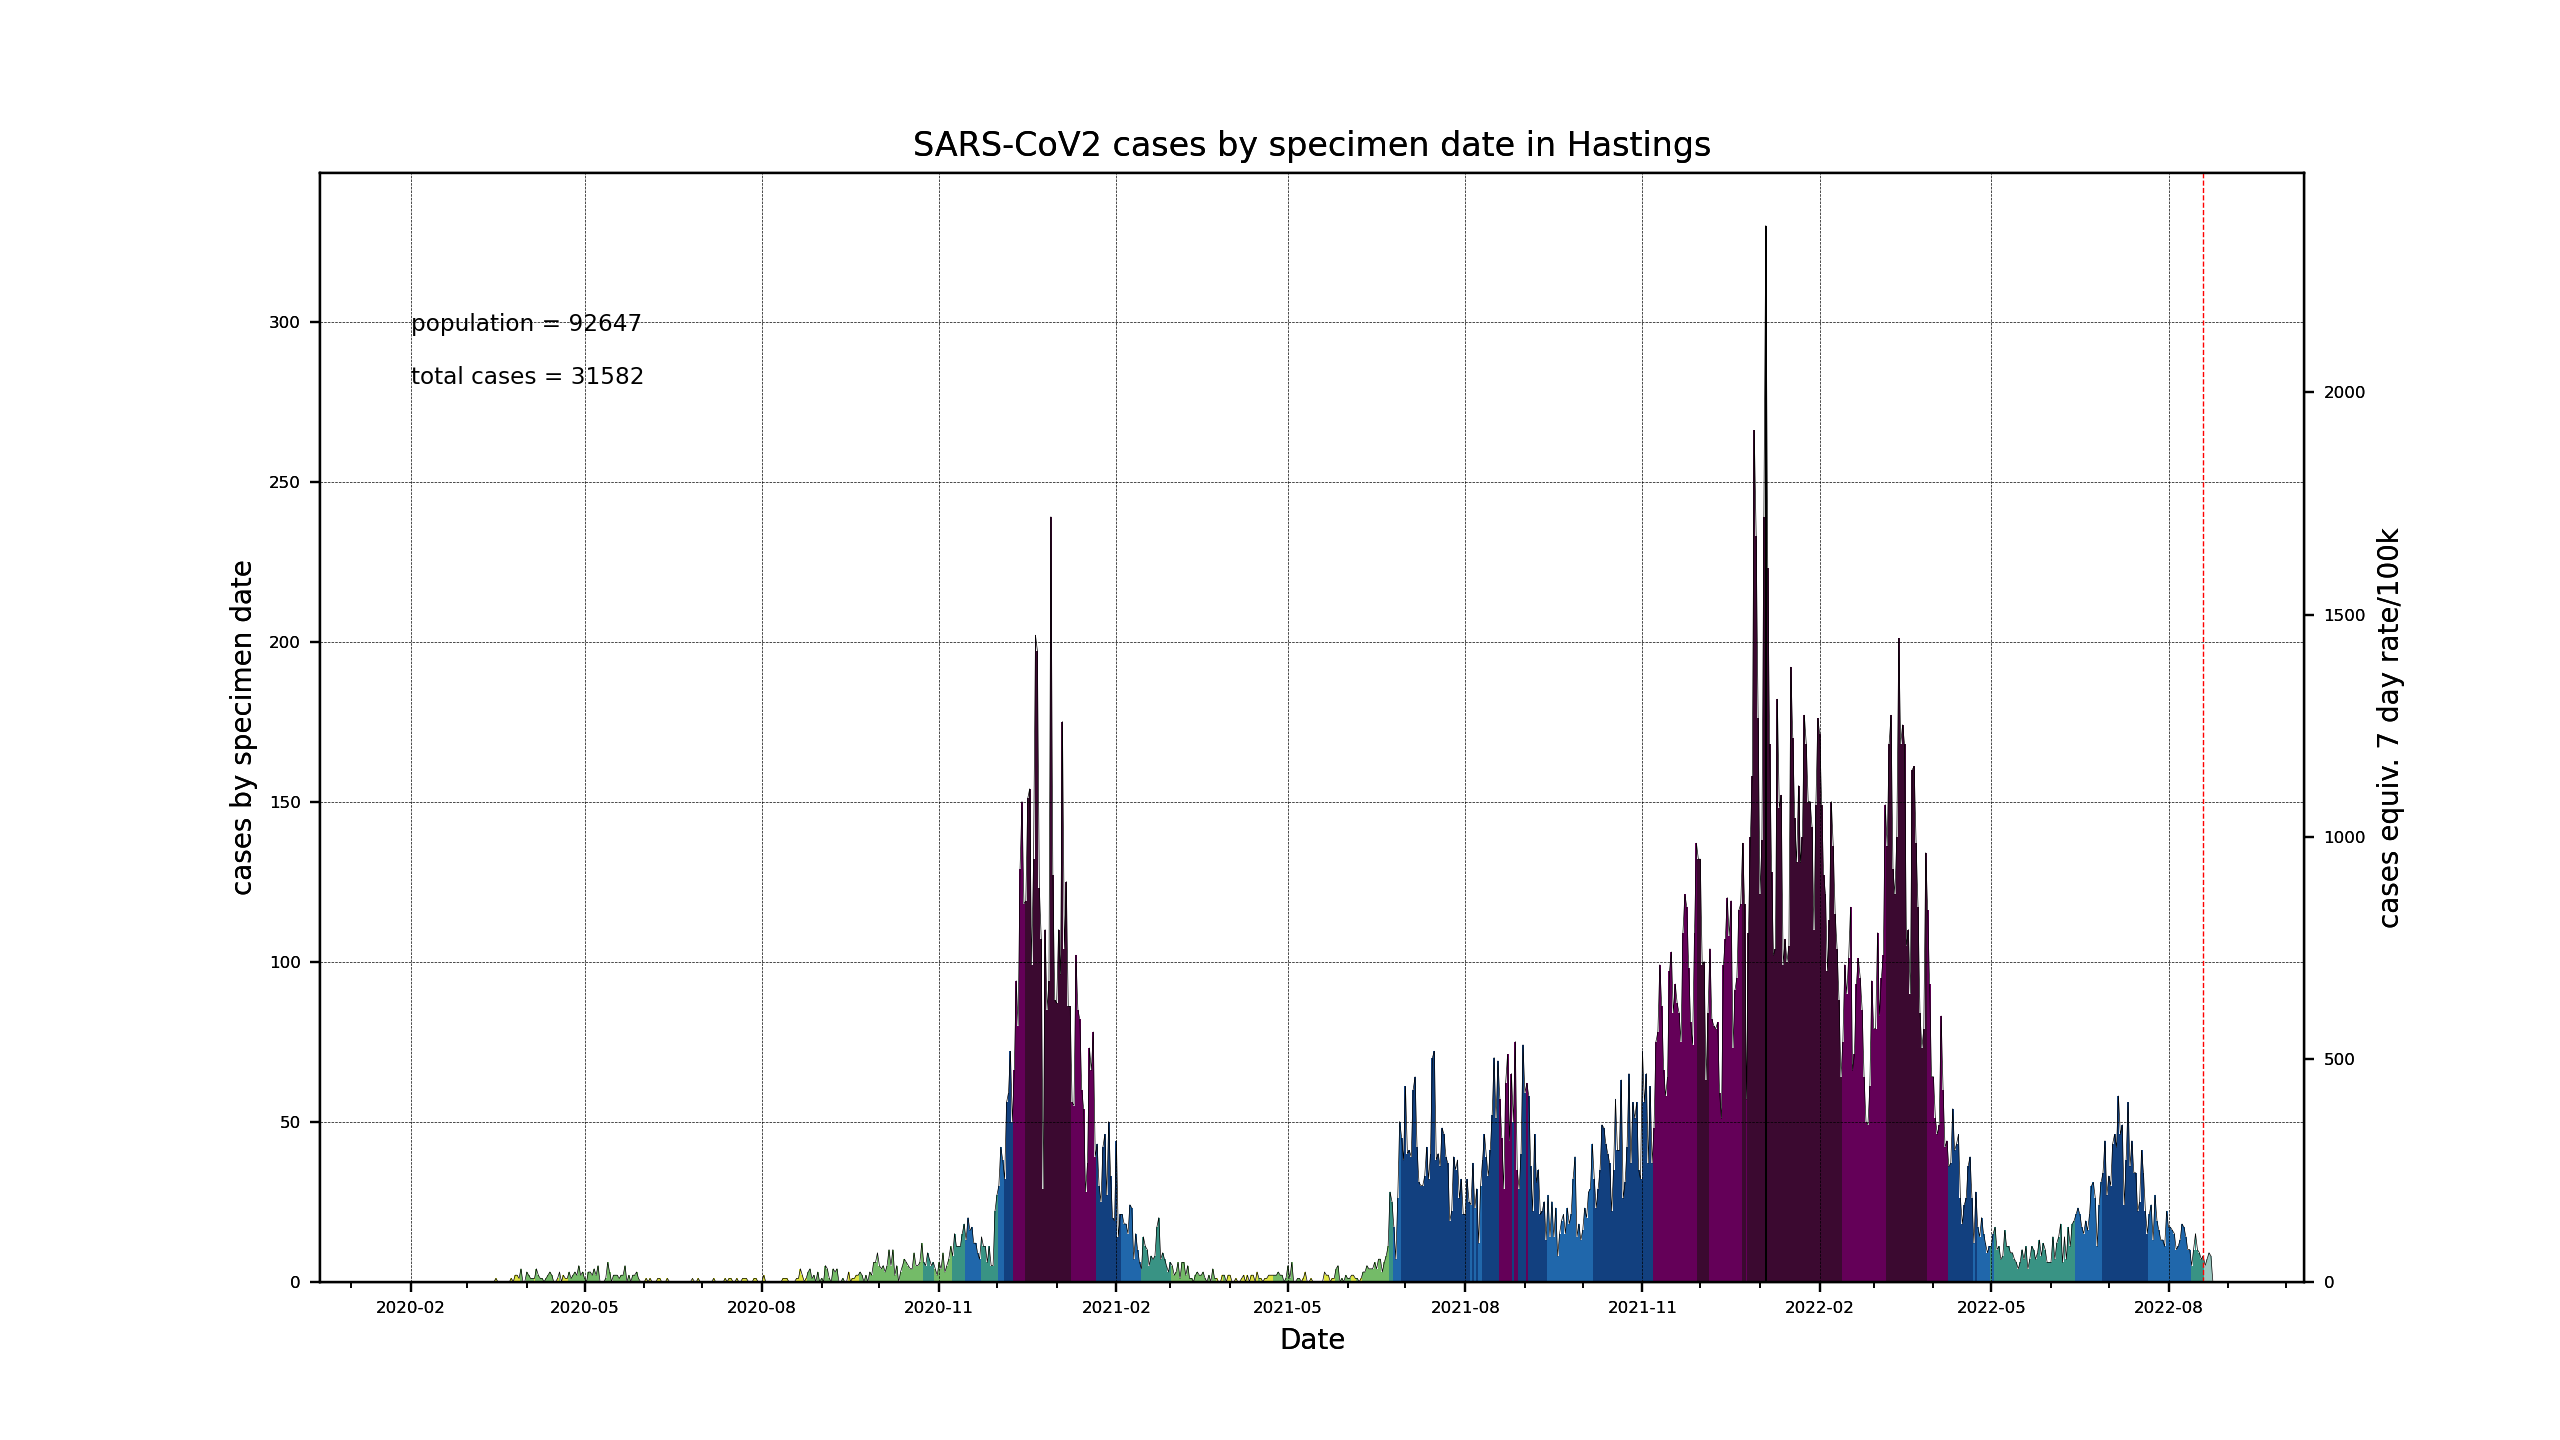 SARS-CoV2 cases by specimen date in Hastings
population = 92647
total cases = 31582
cases by specimen date
300
250
200
150
100
50
0
2000
1500
1000
500
0
cases equiv. 7 day rate/100k
2020-02 2020-05 2020-08 2020-11 2021-02 2021-05 2021-08 2021-11 2022-02 2022-05 2022-08
Date